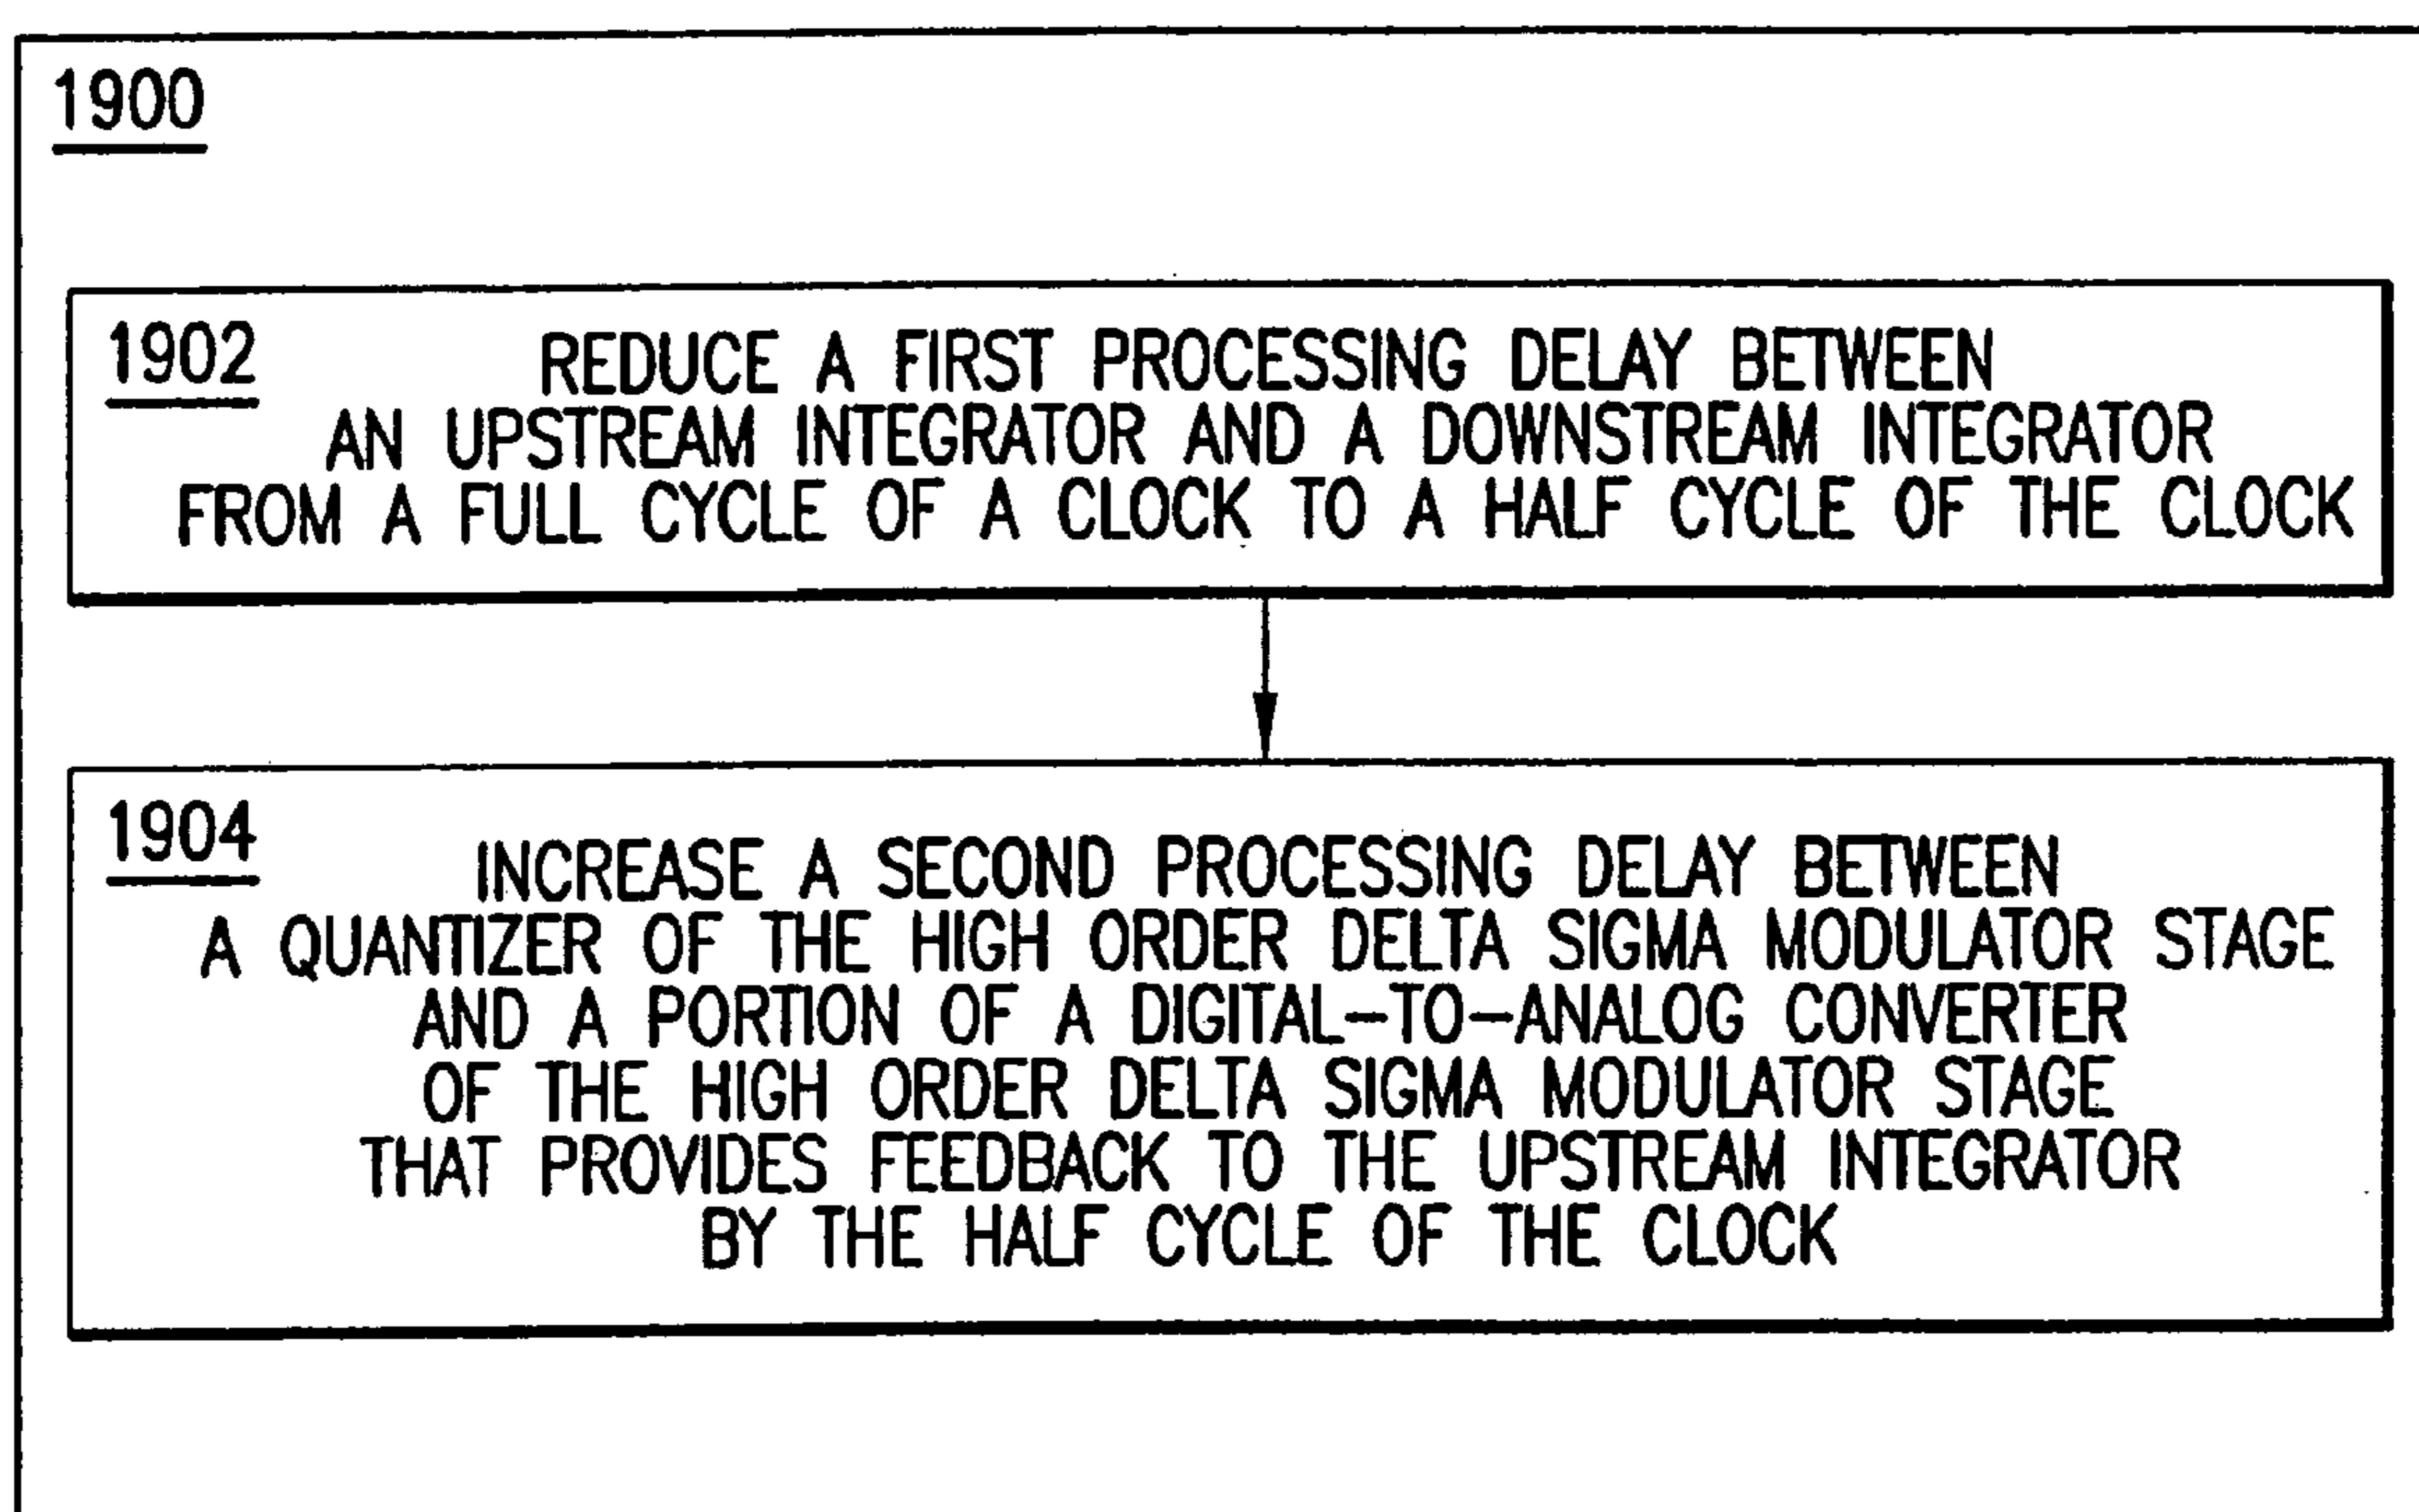 1900
1902
REDUCE A FIRST PROCESSING DELAY BETWEEN
AN UPSTREAM INTEGRATOR AND A DOWNSTREAM INTEGRATOR
FROM A FULL CYCLE OF A CLOCK TO A HALF CYCLE OF THE CLOCK
1904
INCREASE A SECOND PROCESSING DELAY BETWEEN
A QUANTIZER OF THE HIGH ORDER DELTA SIGMA MODULATOR STAGE
AND A PORTION OF A DIGITAL-TO-ANALOG CONVERTER
OF THE HIGH ORDER DELTA SIGMA MODULATOR STAGE
THAT PROVIDES FEEDBACK TO THE UPSTREAM INTEGRATOR
BY THE HALF CYCLE OF THE CLOCK